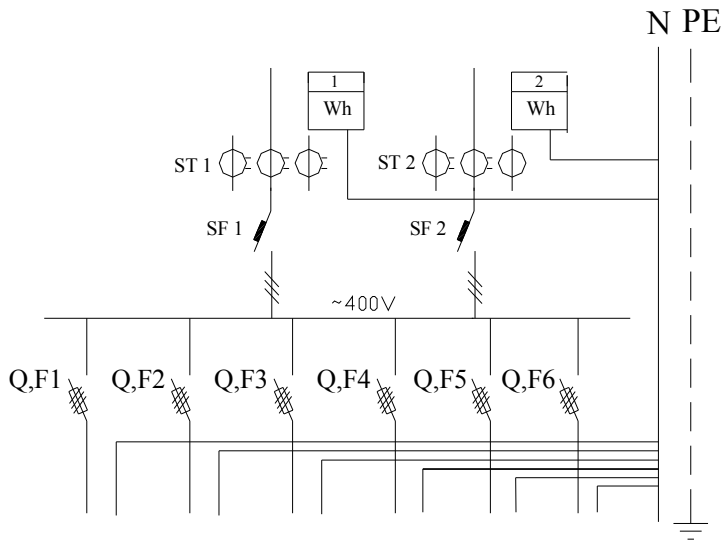 N PE
1
Wh
2
Wh
ST 1
ST 2
SF 1
SF 2
~400V
Q,F1
Q,F2
Q,F3
Q,F4
Q,F5
Q,F6